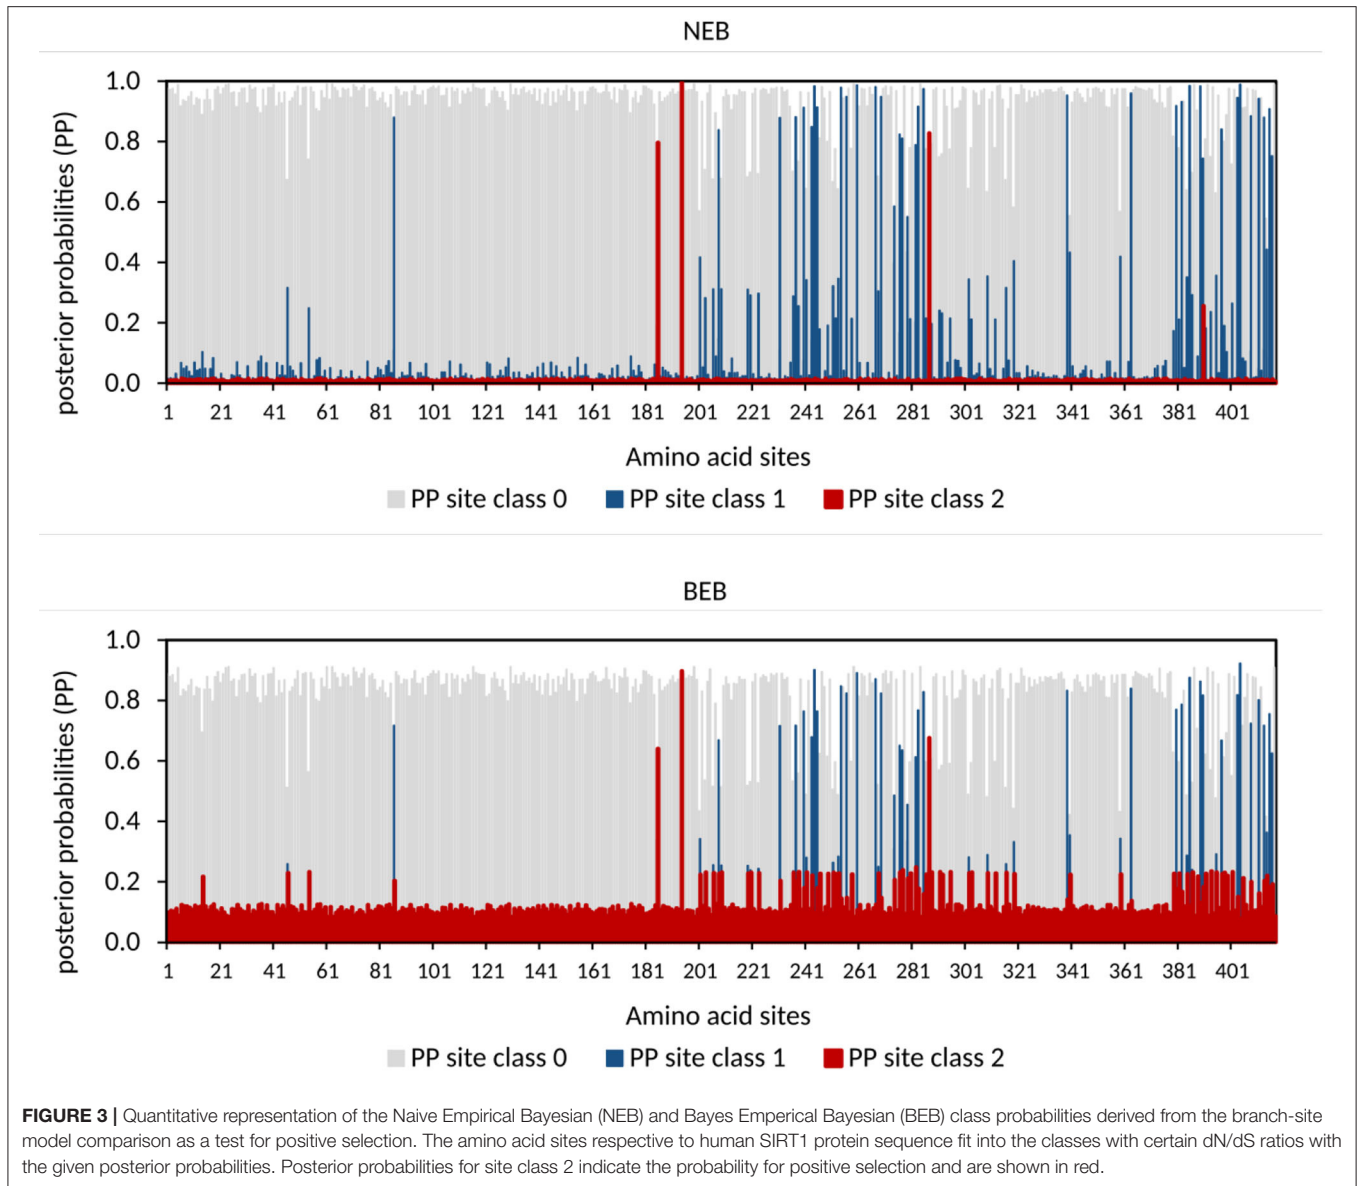 NEB
posterior probabilities (PP)
1.0
0.8
0.6
0.4
0.2
0.0
1 21 41 61 81 101 121 141 161 181 201 221 241 261 281 301 321 341 361 381 401
Amino acid sites
PP site class 0 PP site class 1 PP site class 2
BEB
posterior probabilities (PP)
1.0
0.8
0.6
0.4
0.2
0.0
1 21 41 61 81 101 121 141 161 181 201 221 241 261 281 301 321 341 361 381 401
Amino acid sites
PP site class 0 PP site class 1 PP site class 2
FIGURE 3 | Quantitative representation of the Naive Empirical Bayesian (NEB) and Bayes Emperical Bayesian (BEB) class probabilities derived from the branch-site
model comparison as a test for positive selection. The amino acid sites respective to human SIRT1 protein sequence fit into the classes with certain dN/dS ratios with
the given posterior probabilities. Posterior probabilities for site class 2 indicate the probability for positive selection and are shown in red.